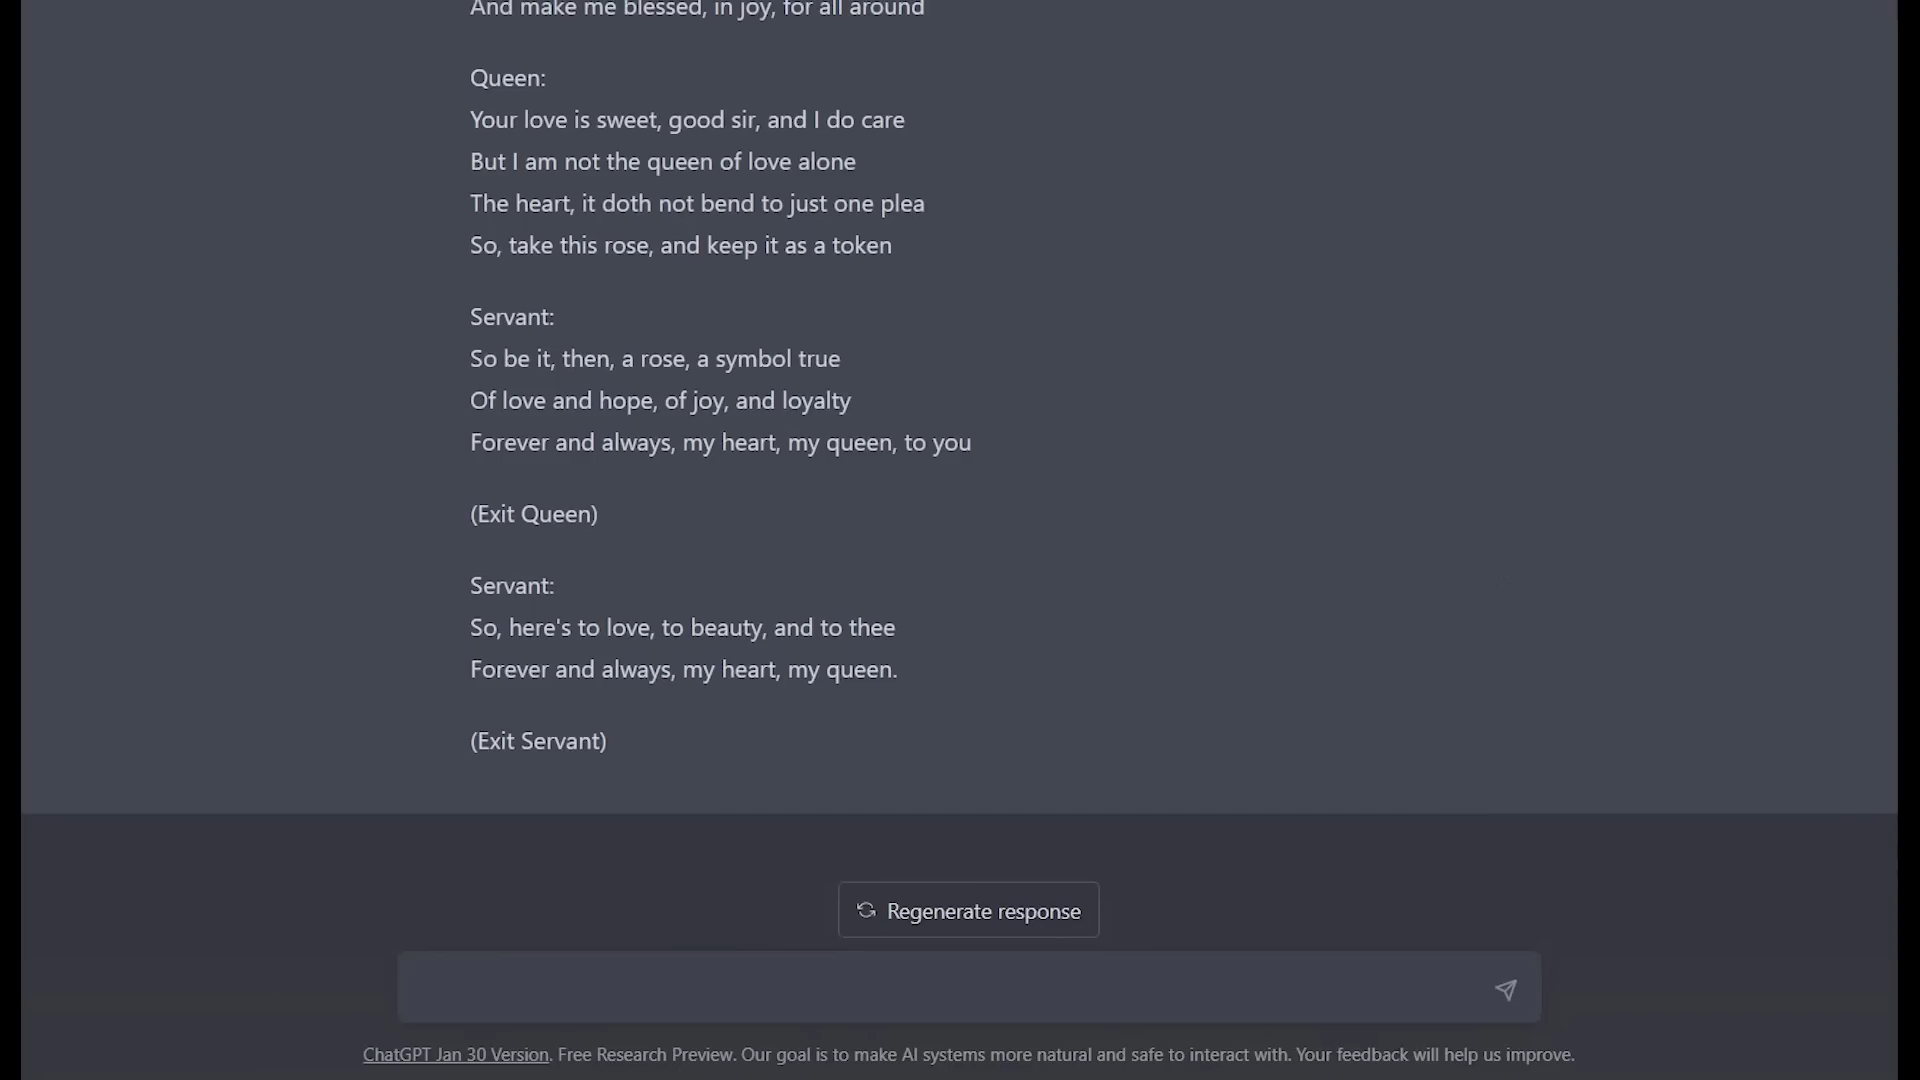 And make me blessed, in joy, for all around
Queen:
Your love is sweet, good sir, and I do care
But I am not the queen of love alone
The heart, it doth not bend to just one plea
So, take this rose, and keep it as a token
Servant:
So be it, then, a rose, a symbol true
Of love and hope, of joy, and loyalty
Forever and always, my heart, my queen, to you
(Exit Queen)
Servant:
So, here's to love, to beauty, and to thee
Forever and always, my heart, my queen.
(Exit Servant)
Regenerate response
ChatGPT Jan 30 Version. Free Research Preview. Our goal is to make AI systems more natural and safe to interact with. Your feedback will help us improve.